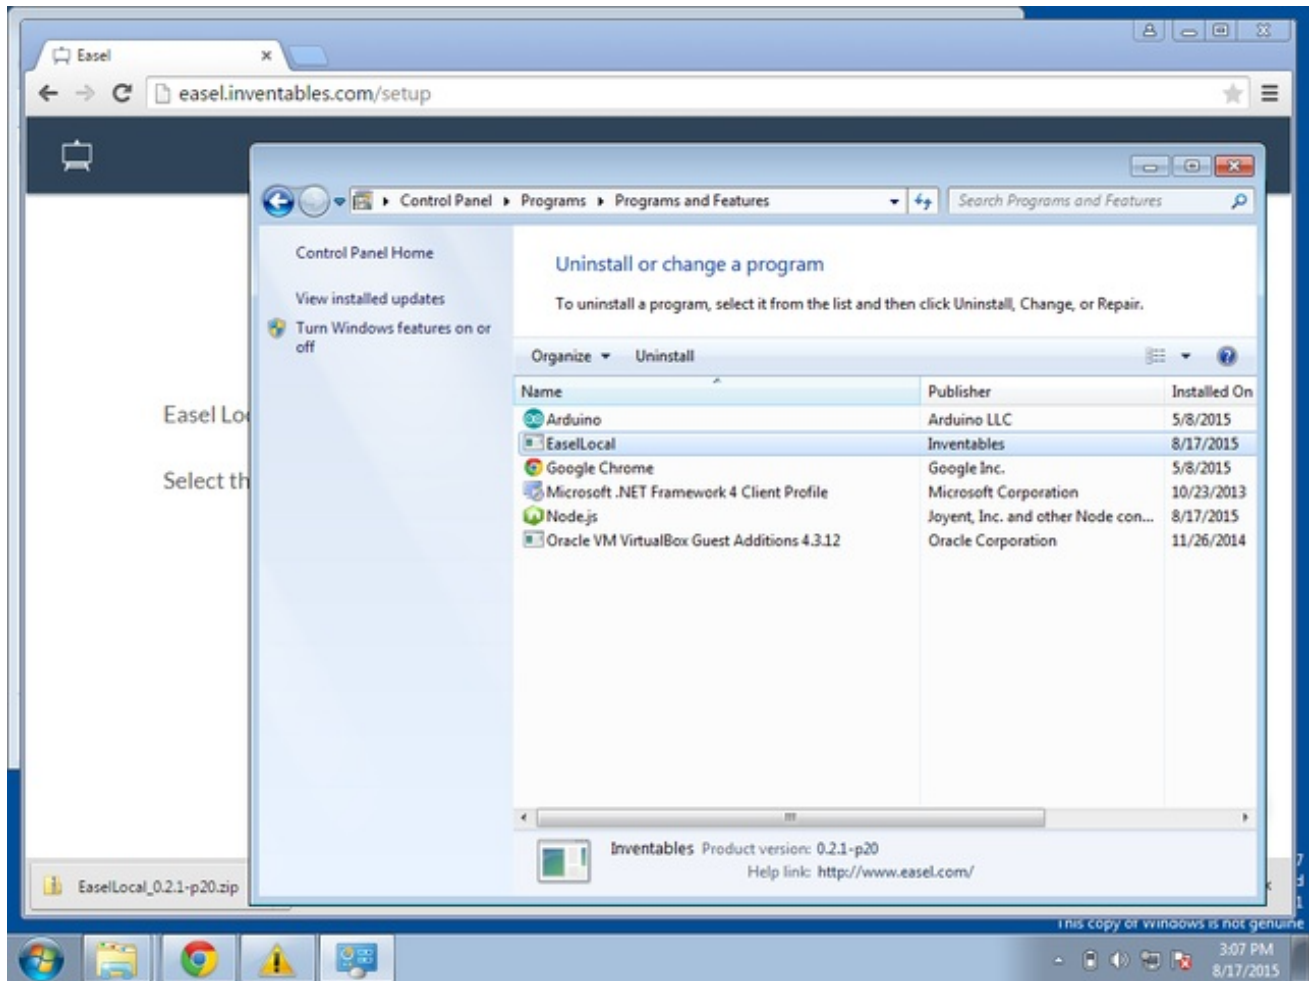 Easel
easel.inventables.com/setup
Control Panel Programs Programs and Features
Search Programs and Features
Control Panel Home
View installed updates
Turn Windows features on or
off
Uninstall or change a program
To uninstall a program, select it from the list and then click Uninstall, Change, or Repair.
Organize Uninstall
Name Publisher Installed On
Arduino Arduino LLC 5/8/2015
EaselLocal Inventables 8/17/2015
Google Chrome Google Inc. 5/8/2015
Microsoft .NET Framework 4 Client Profile Microsoft Corporation 10/23/2013
Node.js Joyent, Inc. and other Node con... 8/17/2015
Oracle VM VirtualBox Guest Additions 4.3.12 Oracle Corporation 11/26/2014
Easel Lo
Select th
Inventables Product version: 0.2.1-p20
Help link: http://www.easel.com/
EaselLocal_0.2.1-p20.zip
This copy of Windows is not genuine
3:07 PM
8/17/2015